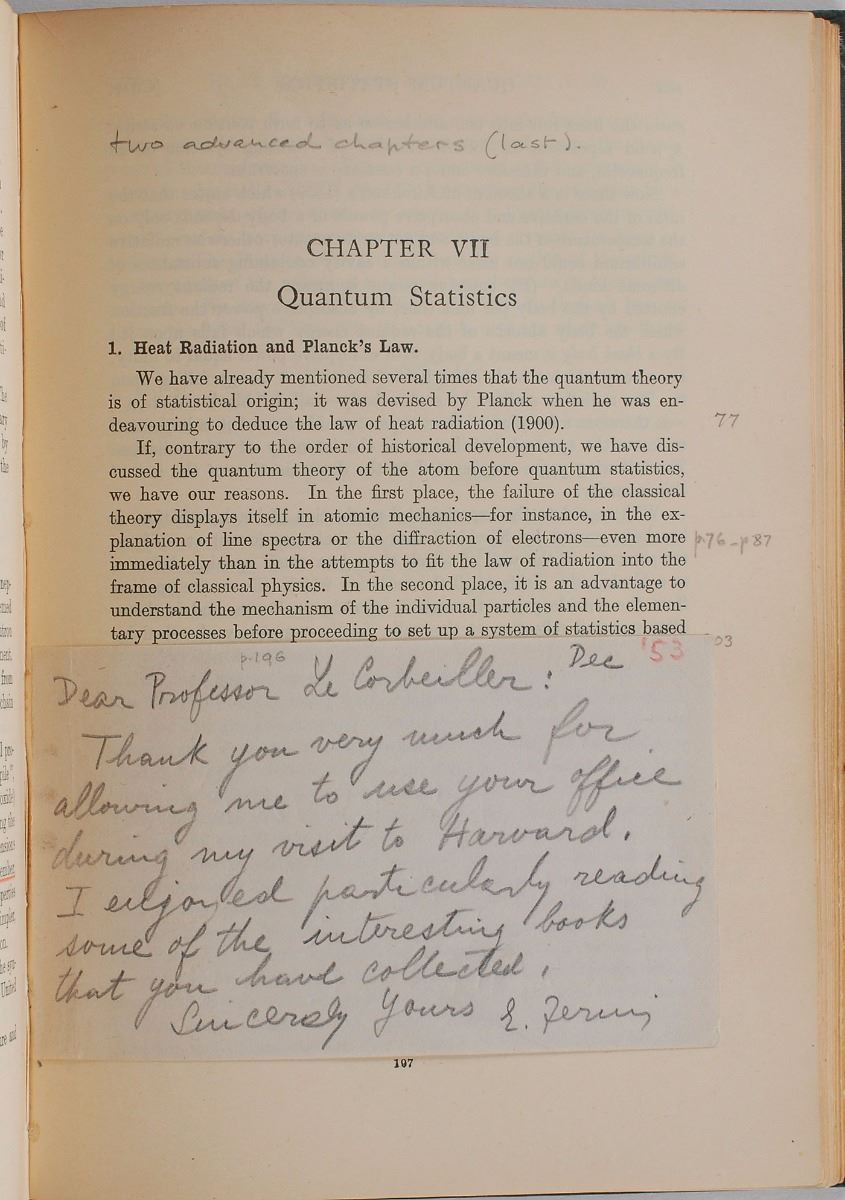 two advanced chapters (last).
CHAPTER VII
Quantum Statistics
1. Heat Radiation and Planck's Law.
We have already mentioned several times that the quantum theory
is of statistical origin; it was devised by Planck when he was en-
deavouring to deduce the law of heat radiation (1900).
77
If, contrary to the order of historical development, we have dis-
cussed the quantum theory of the atom before quantum statistics,
we have our reasons. In the first place, the failure of the classical
theory displays itself in atomic mechanics—for instance, in the ex-
planation of line spectra or the diffraction of electrons—even more
p.76-p87
immediately than in the attempts to fit the law of radiation into the
frame of classical physics. In the second place, it is an advantage to
understand the mechanism of the individual particles and the elemen-
tary processes before proceeding to set up a system of statistics based
03
p.196
Dec '53
Dear Professor Le Corbeiller:
Thank you very much for
allowing me to use your office
during my visit to Harvard.
I enjoyed particularly reading
some of the interesting books
that you have collected.
Sincerely Yours E. Fermi
197